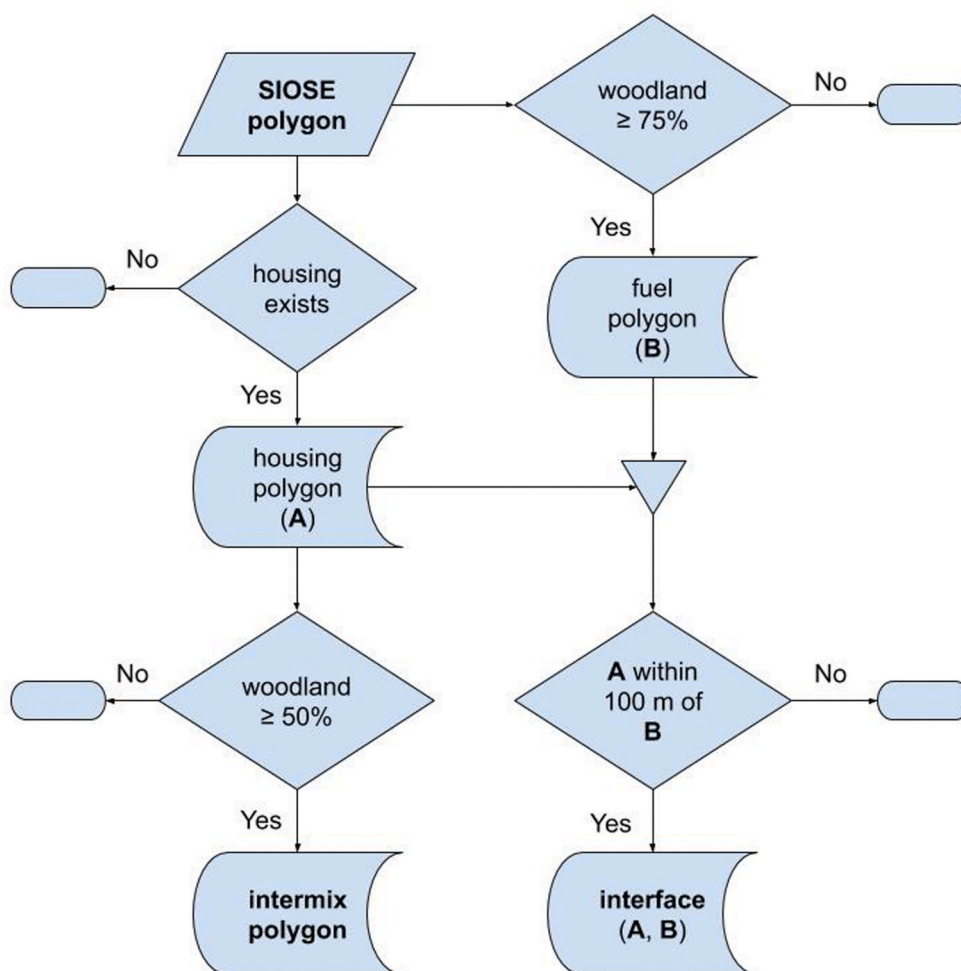 SIOSE
polygon
woodland
≥ 75%
No
Yes
No
housing
exists
fuel
polygon
(B)
Yes
housing
polygon
(A)
No
woodland
≥ 50%
A within
100 m of
B
No
Yes
Yes
intermix
polygon
interface
(A, B)